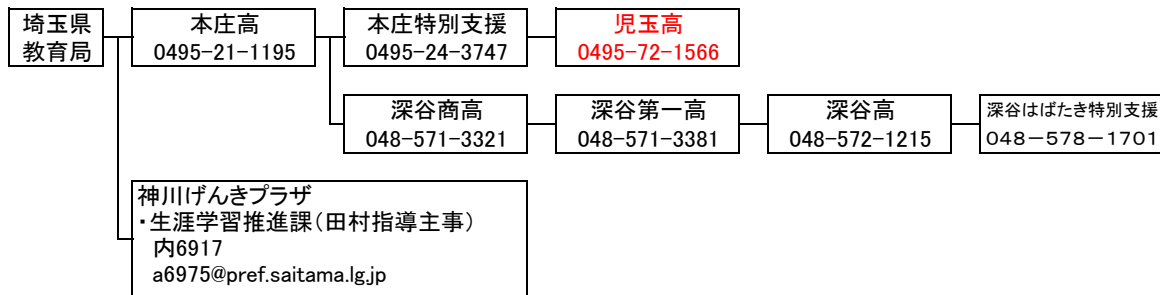 埼玉県
教育局
本庄高
0495-21-1195
本庄特別支援
0495-24-3747
児玉高
0495-72-1566
深谷商高
048-571-3321
深谷第一高
048-571-3381
深谷高
048-572-1215
深谷はばたき特別支援
048-578-1701
神川げんきプラザ
・生涯学習推進課(田村指導主事)
内6917
a6975@pref.saitama.lg.jp